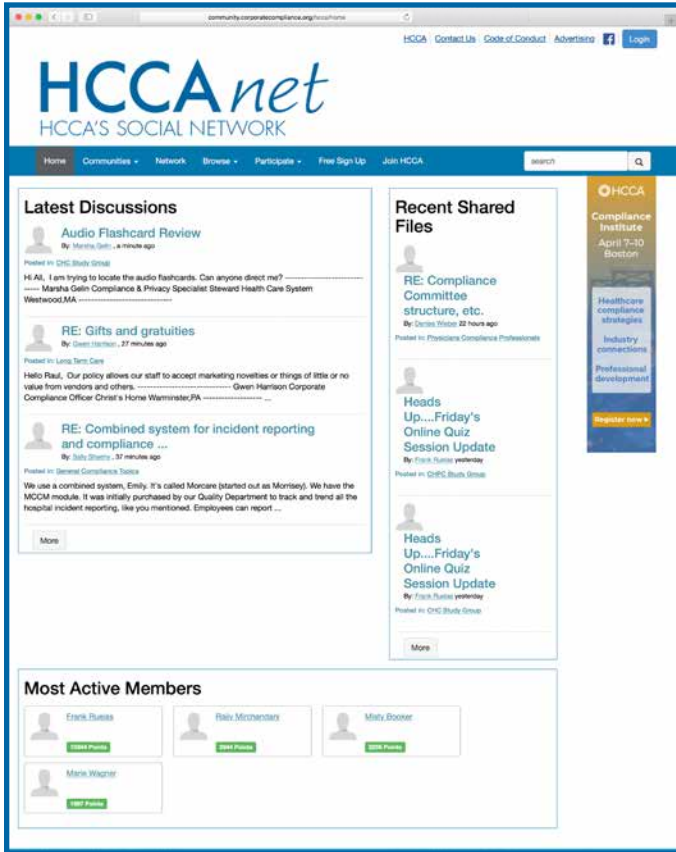 community.corporatecompliance.org/hcca/home
HCCA Contact Us Code of Conduct Advertising Login
HCCAnet
HCCA'S SOCIAL NETWORK
Home Communities Network Browse Participate Free Sign Up Join HCCA search
Latest Discussions
Audio Flashcard Review
By: Marsha Gelin , a minute ago
Posted in: CHC Study Group
Hi All, I am trying to locate the audio flashcards. Can anyone direct me? ------------------------------
----- Marsha Gelin Compliance & Privacy Specialist Steward Health Care System
Westwood,MA ------------------------------
RE: Gifts and gratuities
By: Gwen Harrison , 27 minutes ago
Posted in: Long Term Care
Hello Raul, Our policy allows our staff to accept marketing novelties or things of little or no
value from vendors and others. ------------------------------ Gwen Harrison Corporate
Compliance Officer Christ's Home Warminster,PA ------------------- ...
RE: Combined system for incident reporting
and compliance ...
By: Sally , 37 minutes ago
Posted in: General Compliance Topics
We use a combined system, Emily. It's called Morcare (started out as Morrisey). We have the
MCCM module. It was initially purchased by our Quality Department to track and trend all the
hospital incident reporting, like you mentioned. Employees can report ...
More
Recent Shared
Files
RE: Compliance
Committee
structure, etc.
By: Denise Wieber 22 hours ago
Posted in: Physicians Compliance Professionals
Heads
Up....Friday's
Online Quiz
Session Update
By: Frank Ruelas yesterday
Posted in: CHPC Study Group
Heads
Up....Friday's
Online Quiz
Session Update
By: Frank Ruelas yesterday
Posted in: CHC Study Group
More
HCCA
Compliance
Institute
April 7–10
Boston
Healthcare
compliance
strategies
Industry
connections
Professional
development
Register now
Most Active Members
Frank Ruelas
Points
Rally Mirchandani
Points
Misty Booker
Points
Marie Wagner
Points